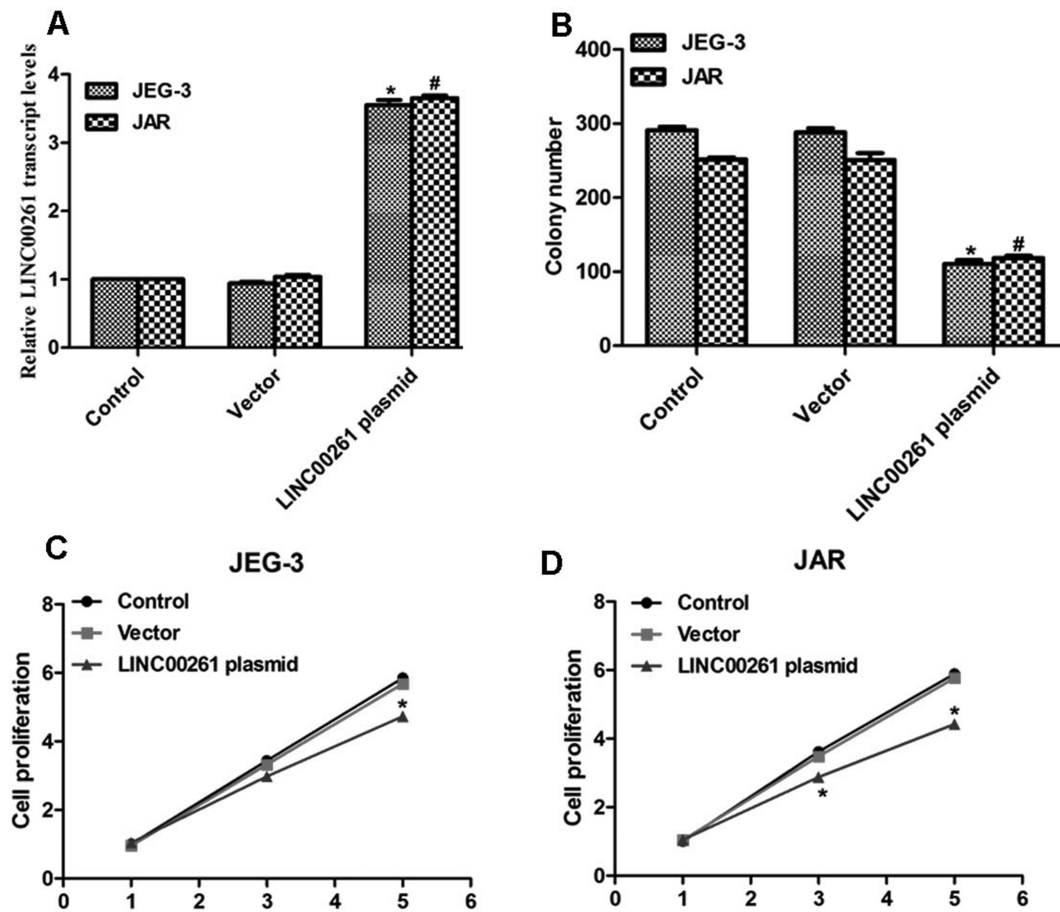 A
Relative LINC00261 transcript levels
JEG-3
JAR
4
3
2
1
0
*
#
Control
Vector
LINC00261 plasmid
B
Colony number
JEG-3
JAR
400
300
200
100
0
*
#
Control
Vector
LINC00261 plasmid
C
JEG-3
Cell proliferation
Control
Vector
LINC00261 plasmid
8
6
4
2
0
*
0 1 2 3 4 5 6
D
JAR
Cell proliferation
Control
Vector
LINC00261 plasmid
8
6
4
2
0
*
*
0 1 2 3 4 5 6